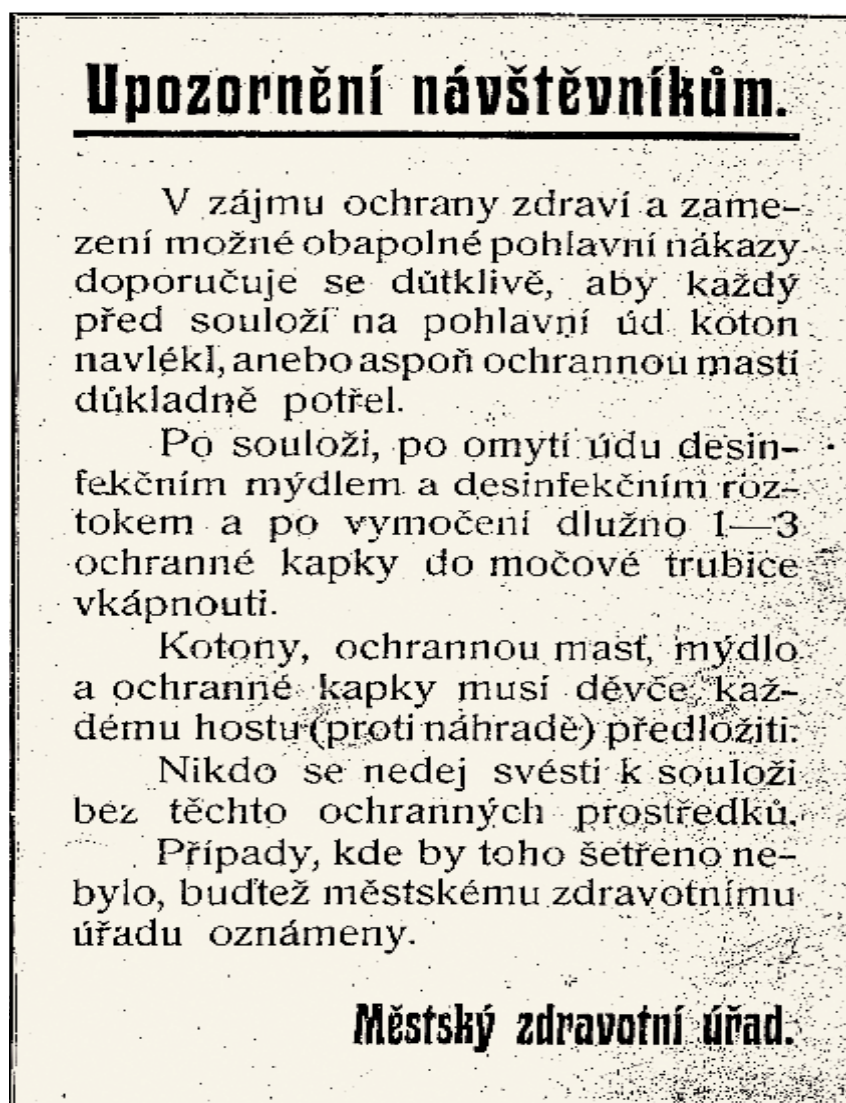 Upozornění návštěvníkům.
V zájmu ochrany zdraví a zame-
zení možné obapolné pohlavní nákazy
doporučuje se důtklivě, aby každý
před souloží na pohlavní úd koton
navlékl, anebo aspoň ochrannou mastí
důkladně potřel.
Po souloži, po omytí údu desin-
fekčním mýdlem a desinfekčním roz-
tokem a po vymočení dlužno 1—3
ochranné kapky do močové trubice
vkápnouti.
Kotony, ochrannou masť, mýdlo
a ochranné kapky musí děvče kaž-
dému hostu (proti náhradě) předložiti.
Nikdo se nedej svésti k souloži
bez těchto ochranných prostředků.
Případy, kde by toho šetřeno ne-
bylo, buďtež městskému zdravotnímu
úřadu oznámeny.
Městský zdravotní úřad.